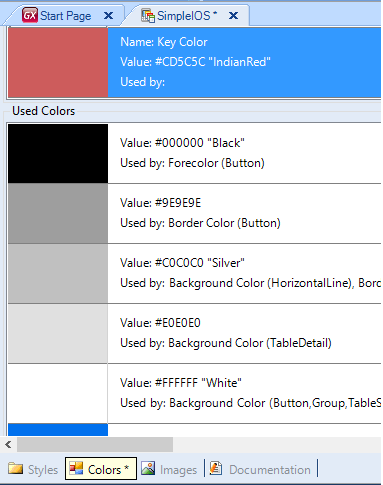 Start Page
SimpleIOS *
Name: Key Color
Value: #CD5C5C "IndianRed"
Used by:
Used Colors
Value: #000000 "Black"
Used by: Forecolor (Button)
Value: #9E9E9E
Used by: Border Color (Button)
Value: #C0C0C0 "Silver"
Used by: Background Color (HorizontalLine), Bord
Value: #E0E0E0
Used by: Background Color (TableDetail)
Value: #FFFFFF "White"
Used by: Background Color (Button,Group,TableS
Styles
Colors *
Images
Documentation